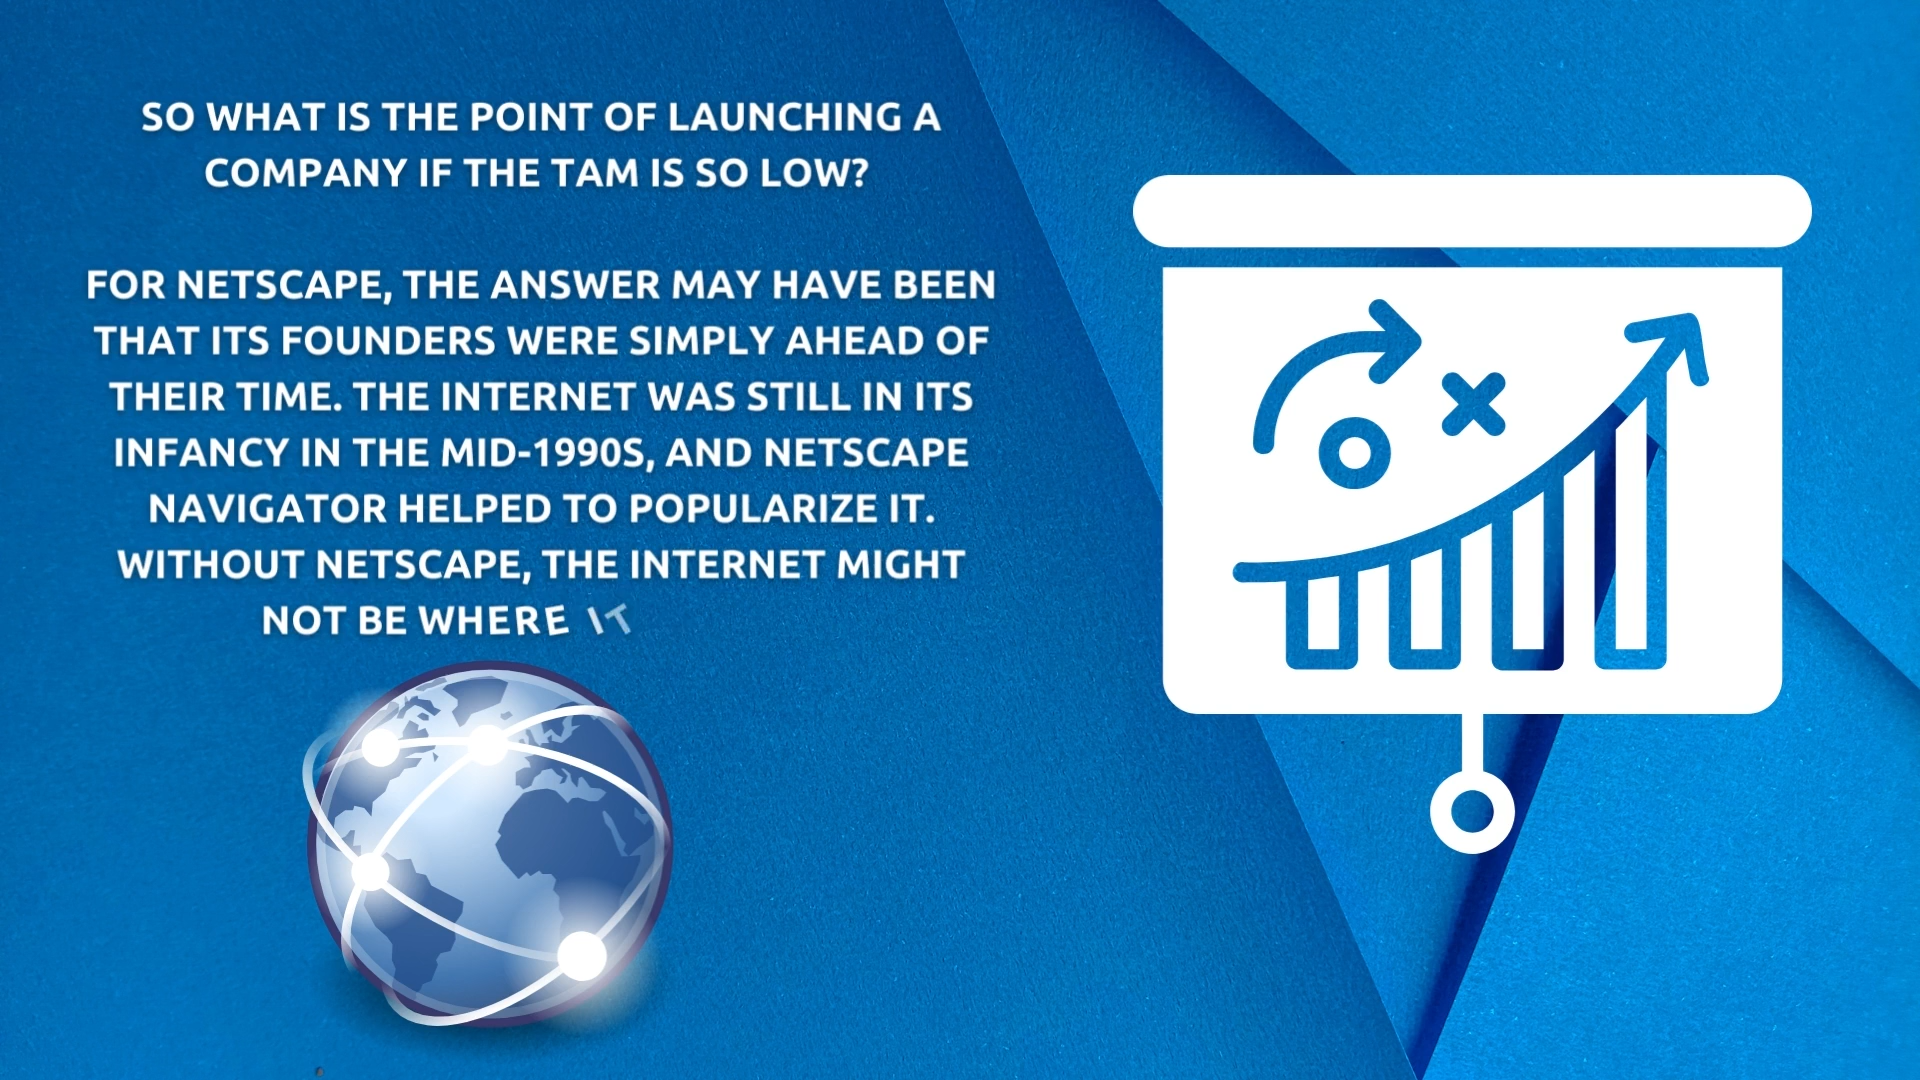 SO WHAT IS THE POINT OF LAUNCHING A
COMPANY IF THE TAM IS SO LOW?
FOR NETSCAPE, THE ANSWER MAY HAVE BEEN
THAT ITS FOUNDERS WERE SIMPLY AHEAD OF
THEIR TIME. THE INTERNET WAS STILL IN ITS
INFANCY IN THE MID-1990S, AND NETSCAPE
NAVIGATOR HELPED TO POPULARIZE IT.
WITHOUT NETSCAPE, THE INTERNET MIGHT
NOT BE WHERE IT